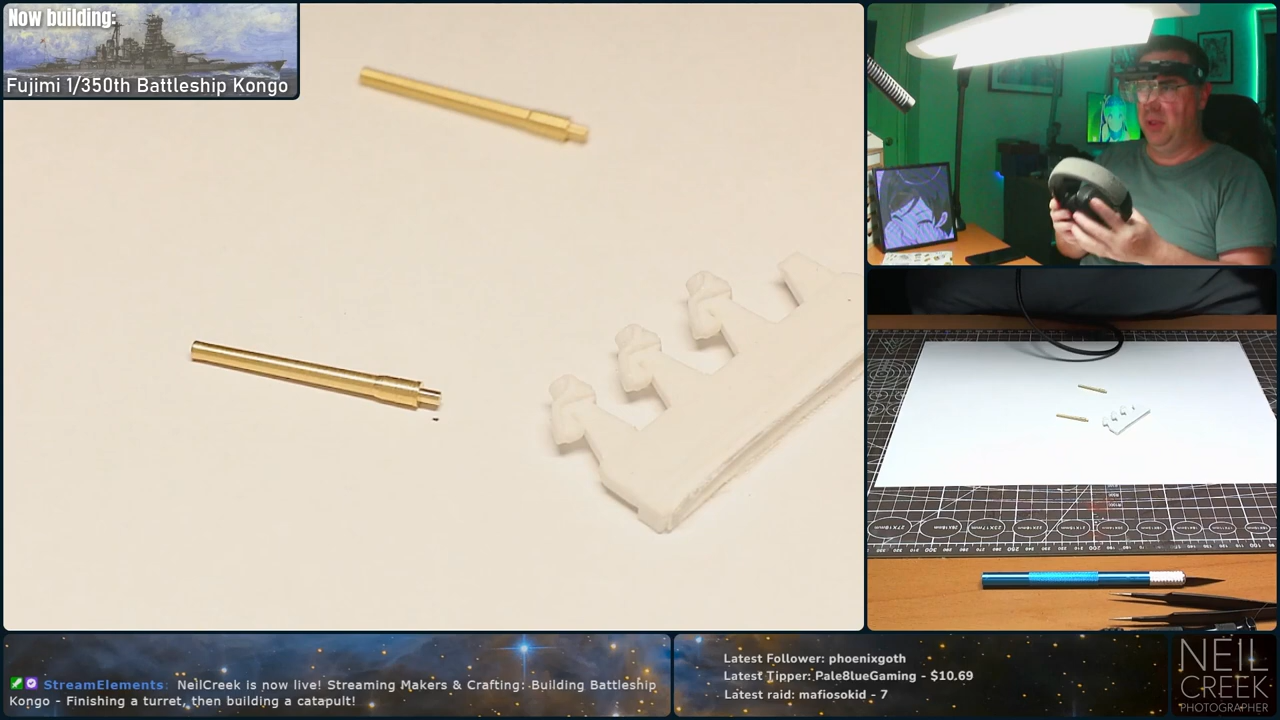 Now building:
Fujimi 1/350th Battleship Kongo
StreamElements: NeilCreek is now live! Streaming Makers & Crafting: Building Battleship
Kongo - Finishing a turret, then building a catapult!
Latest Follower: phoenixgoth
Latest Tipper: PaleBlueGaming - $10.69
Latest raid: mafiosokid - 7
NEIL
CREEK
PHOTOGRAPHER